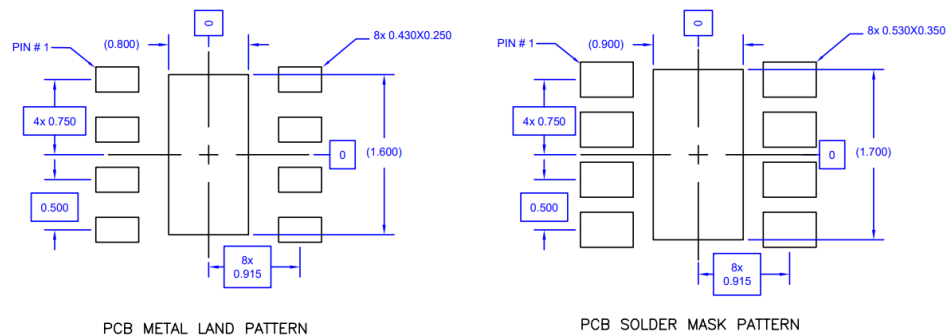 0
PIN # 1
(0.800)
8x 0.430X0.250
4x 0.750
(1.600)
0
0.500
8x
0.915
PCB METAL LAND PATTERN
0
PIN # 1
(0.900)
8x 0.530X0.350
4x 0.750
(1.700)
0
0.500
8x
0.915
PCB SOLDER MASK PATTERN